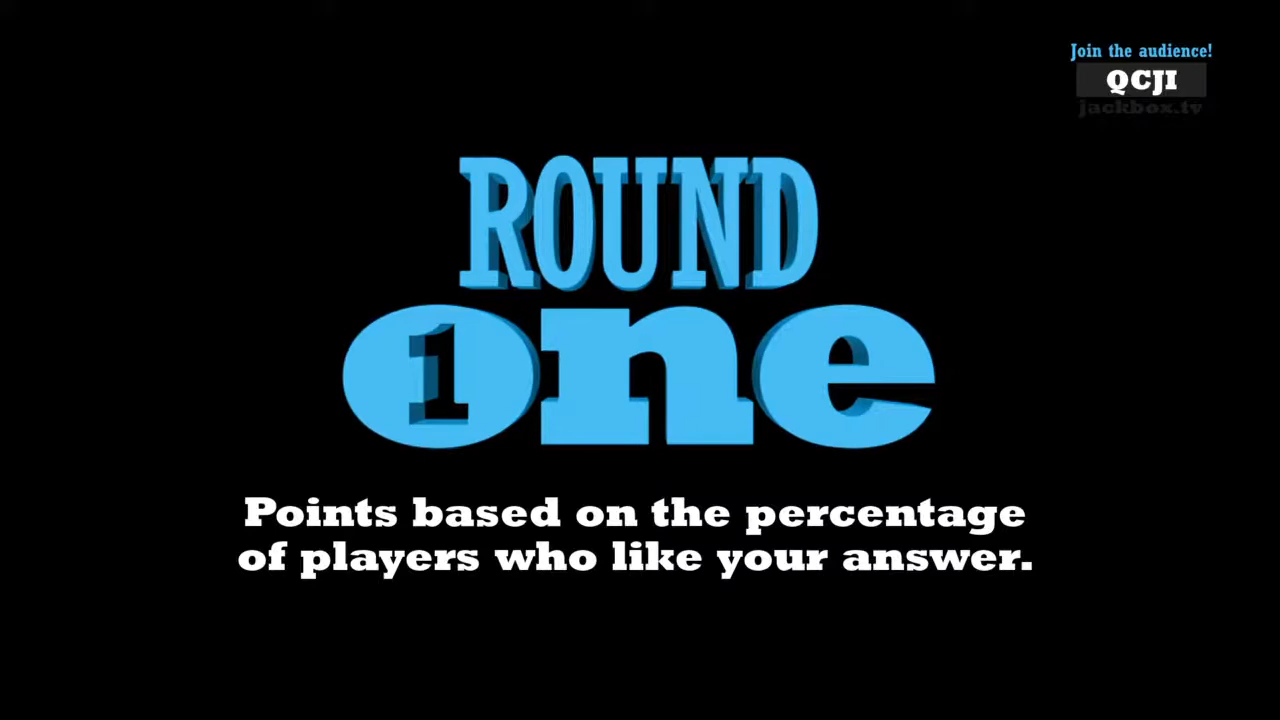 Join the audience!
QCJI
jackbox.tv
ROUND
One
1
Points based on the percentage
of players who like your answer.